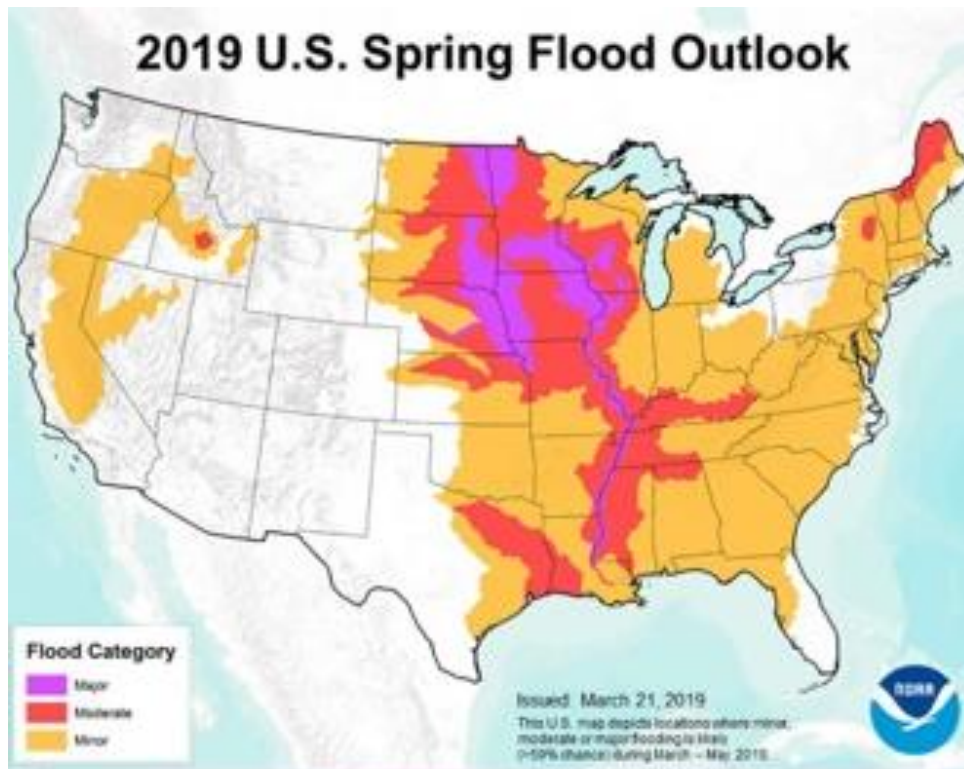 2019 U.S. Spring Flood Outlook
Flood Category
Major
Moderate
Minor
Issued: March 21, 2019
This U.S. map depicts locations where minor,
moderate or major flooding is likely
(>50% chance) during March - May, 2019.
NOAA